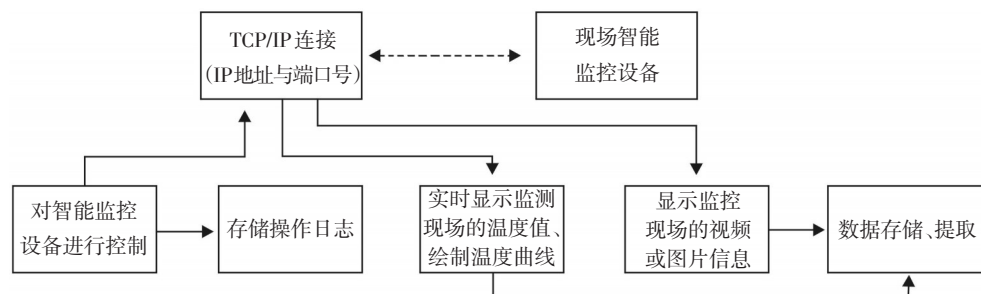 TCP/IP 连接
(IP地址与端口号)
现场智能
监控设备
对智能监控
设备进行控制
存储操作日志
实时显示监测
现场的温度值、
绘制温度曲线
显示监控
现场的视频
或图片信息
数据存储、提取